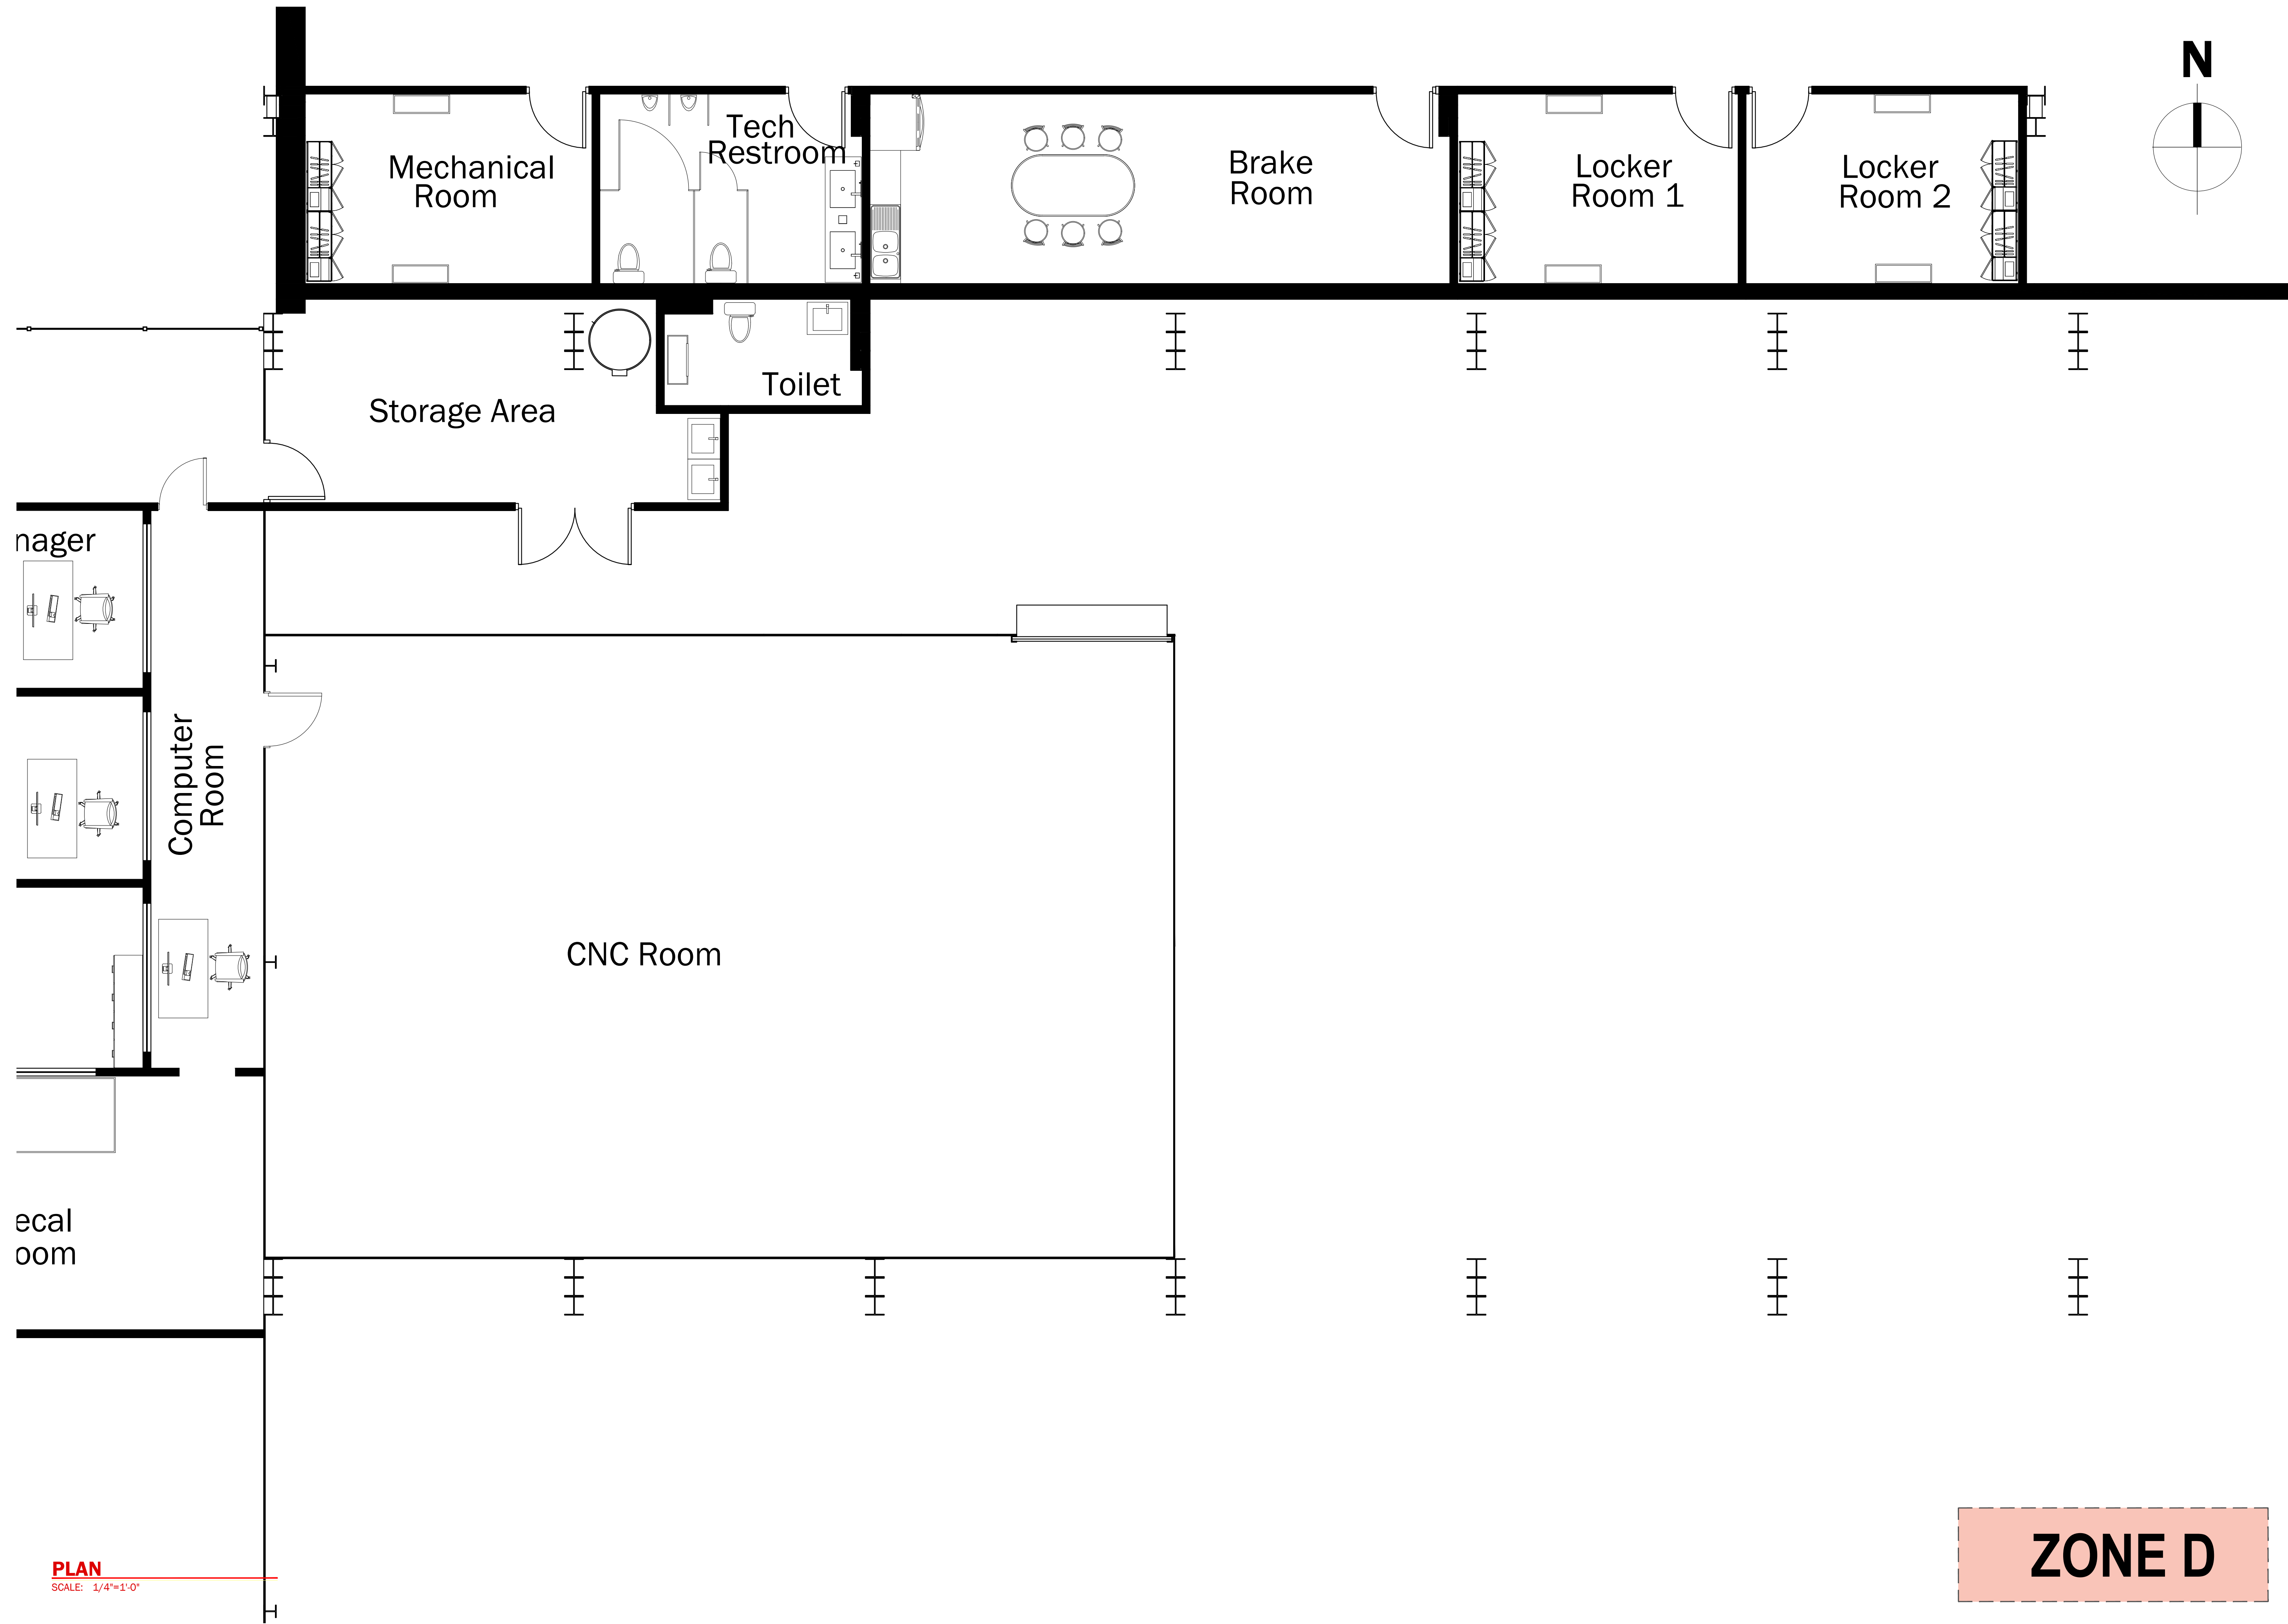 N
Tech
Restroom
Mechanical
Room
Brake
Room
Locker
Room 1
Locker
Room 2
Toilet
Storage Area
nager
Computer
Room
CNC Room
ecal
oom
PLAN
SCALE: 1/4"=1'-0"
ZONE D